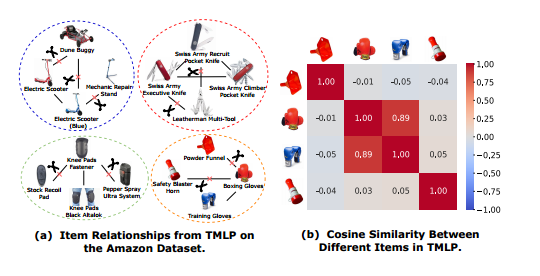 Dune Buggy
Electric Scooter
Mechanic Repair
Stand
Electric Scooter
(Blue)
Swiss Army Recruit
Pocket Knife
Swiss Army
Executive Knife
Swiss Army Climber
Pocket Knife
Leatherman Multi-Tool
Knee Pads
Fastener
Stock Recoil
Pad
Pepper Spray
Ultra System
Knee Pads
Black Altalok
Powder Funnel
Safety Blaster
Horn
Boxing Gloves
Training Gloves
(a) Item Relationships from TMLP on
the Amazon Dataset.
1.00 -0.01 -0.05 -0.04
-0.01 1.00 0.89 0.03
-0.05 0.89 1.00 0.05
-0.04 0.03 0.05 1.00
1.00
0.75
0.50
0.25
0.00
−0.25
−0.50
−0.75
−1.00
(b) Cosine Similarity Between
Different Items in TMLP.